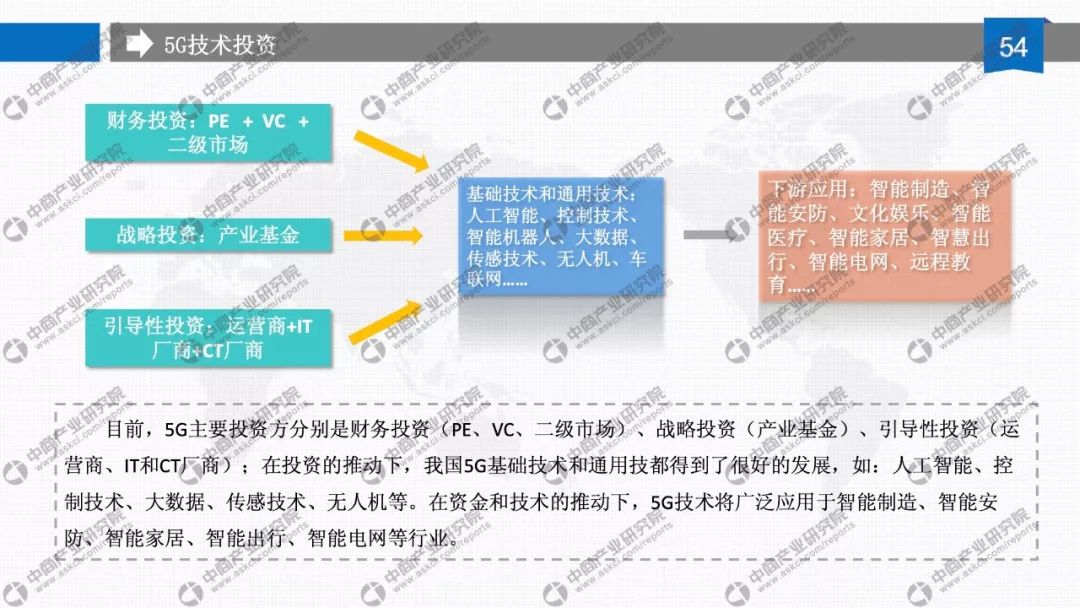 5G技术投资
54
财务投资：PE + VC +
二级市场
战略投资：产业基金
引导性投资：运营商+IT
厂商+CT厂商
基础技术和通用技术：
人工智能、控制技术、
智能机器人、大数据、
传感技术、无人机、车
联网……
下游应用：智能制造、智
能安防、文化娱乐、智能
医疗、智能家居、智慧出
行、智能电网、远程教
育……
目前，5G主要投资方分别是财务投资（PE、VC、二级市场）、战略投资（产业基金）、引导性投资（运
营商、IT和CT厂商）；在投资的推动下，我国5G基础技术和通用技都得到了很好的发展，如：人工智能、控
制技术、大数据、传感技术、无人机等。在资金和技术的推动下，5G技术将广泛应用于智能制造、智能安
防、智能家居、智能出行、智能电网等行业。
中商产业研究院
www.askci.com/reports